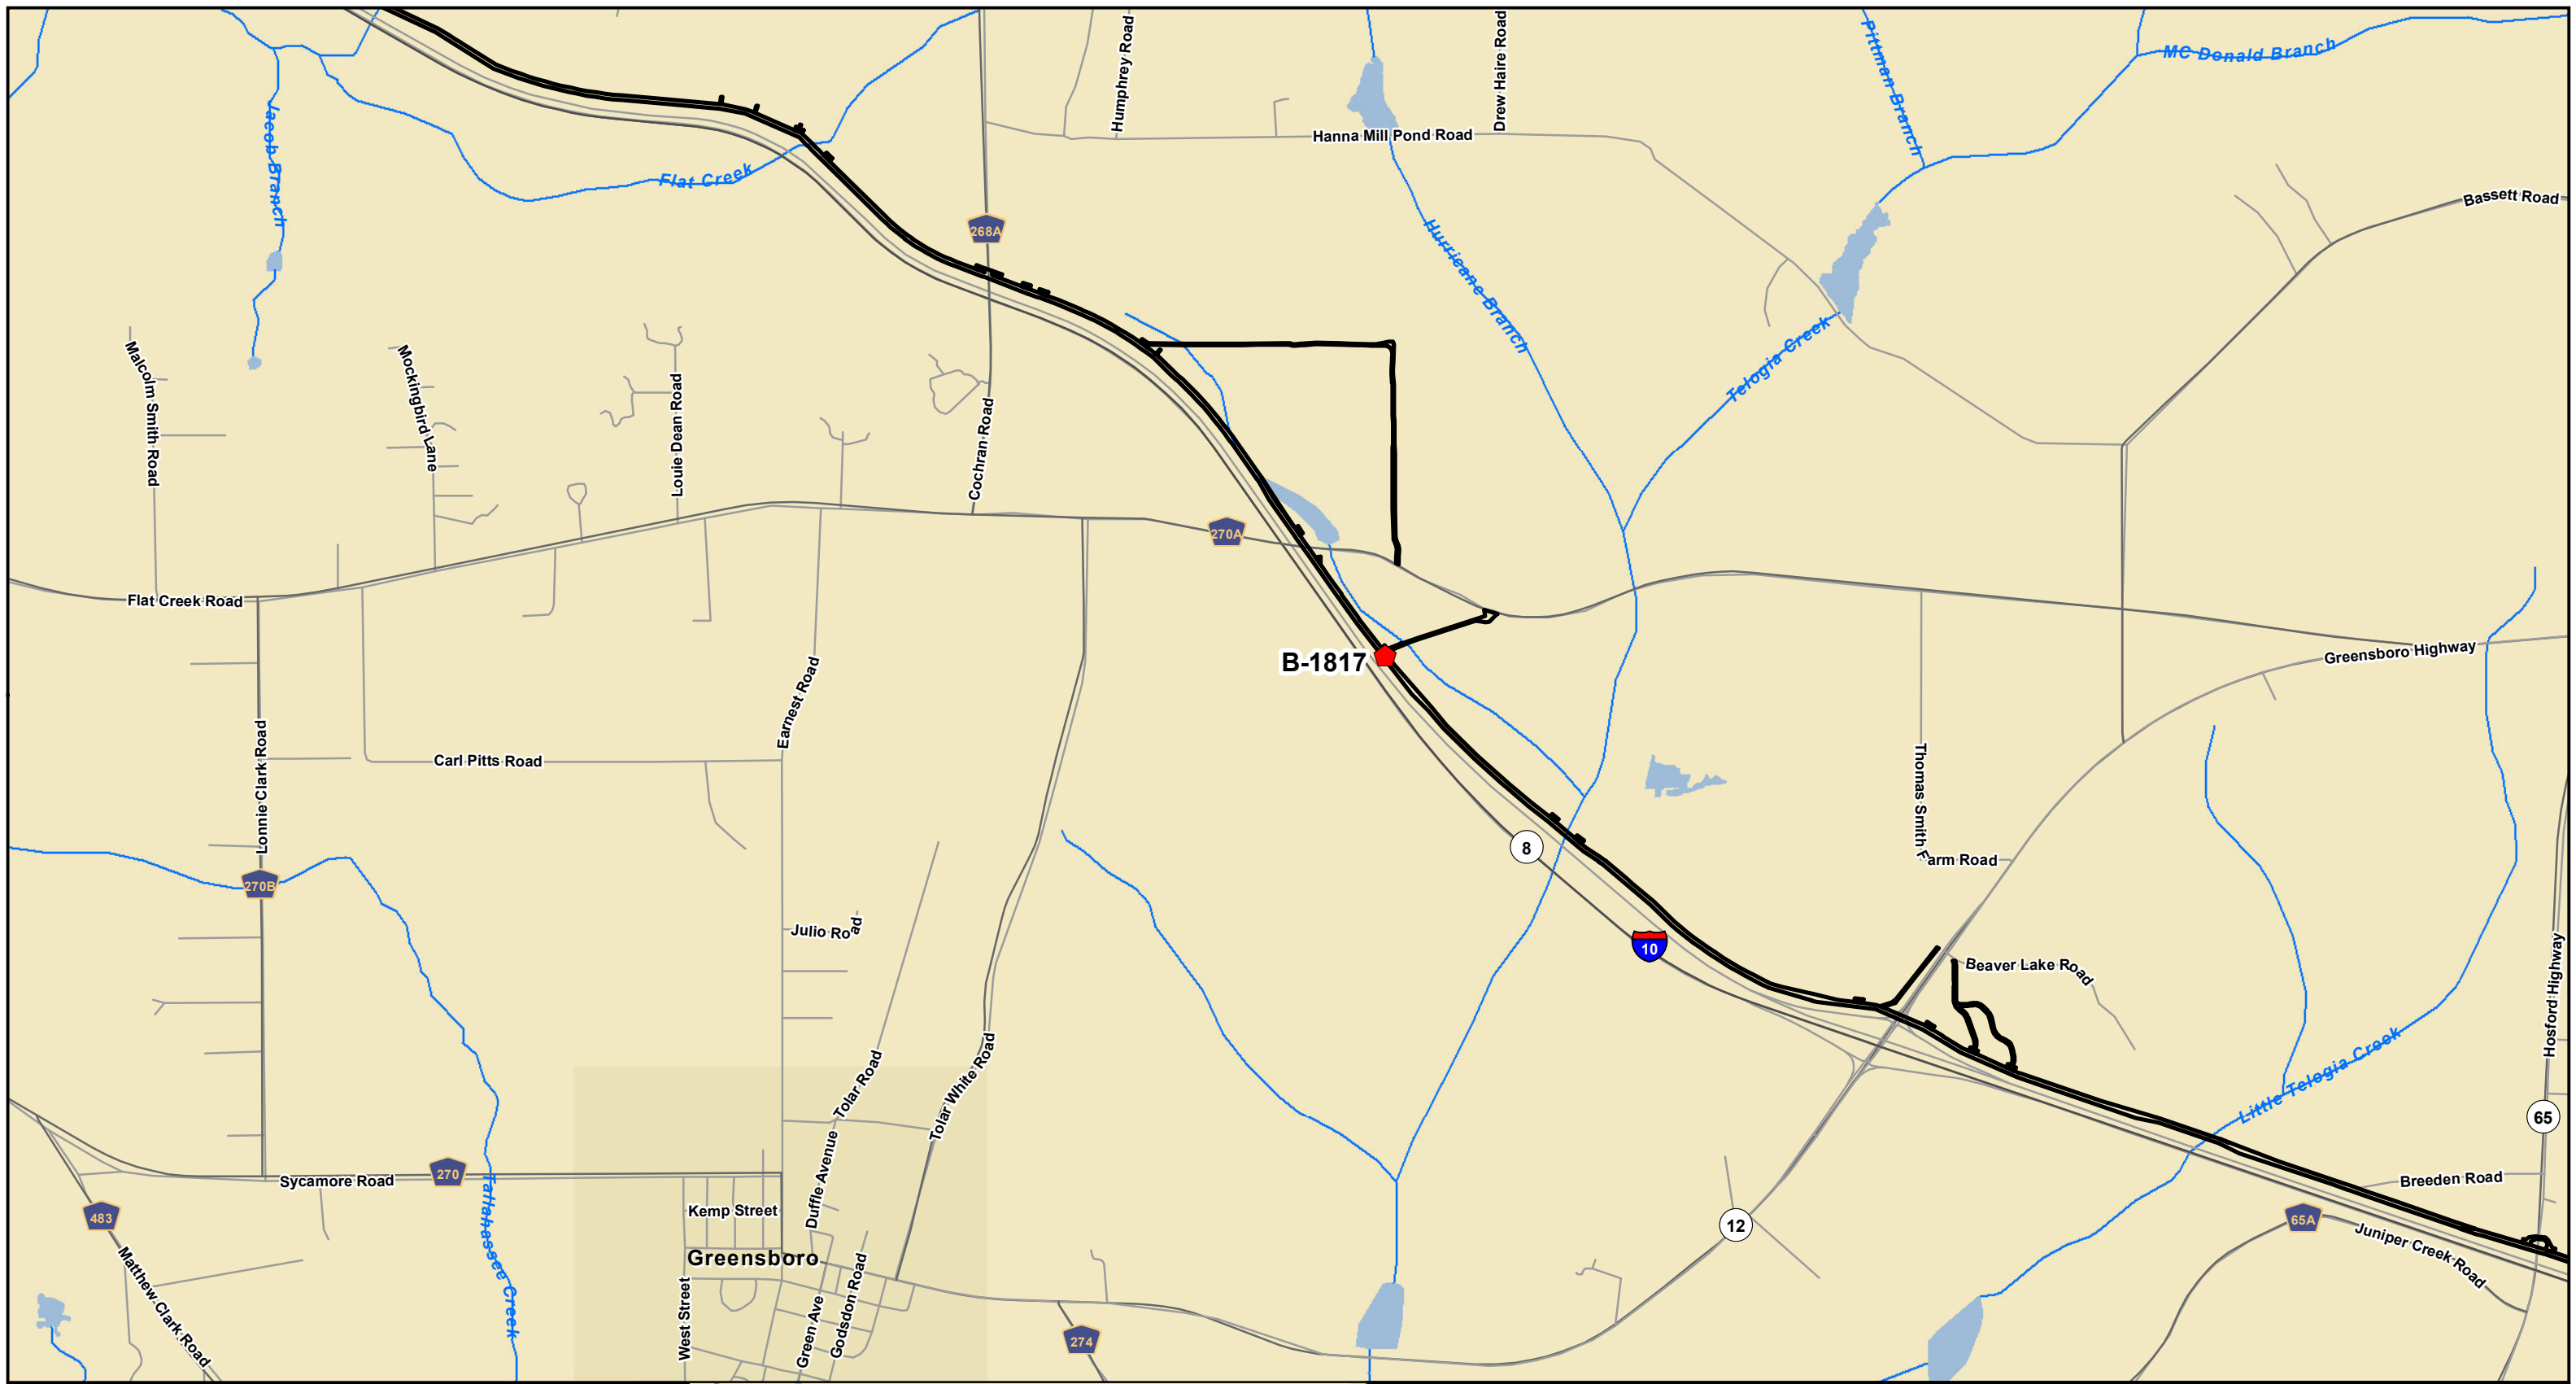 Humphrey Road
Drew Haire Road
Pittman Branch
MC Donald Branch
Jacob Branch
Hanna Mill Pond Road
Flat Creek
Bassett Road
268A
Hurricane Branch
Telogia Creek
Malcolm Smith Road
Mockingbird Lane
Louie Dean Road
Cochran Road
270A
Flat Creek Road
B-1817
Greensboro Highway
Earnest Road
Lonnie Clark Road
Carl Pitts Road
Thomas Smith Farm Road
8
270B
Julio Road
10
Beaver Lake Road
Hosford Highway
Tolar Road
Tolar White Road
Little Telogia Creek
65
Duffle Avenue
Sycamore Road
270
Breeden Road
Tallahassee Creek
483
Kemp Street
12
65A
Juniper Creek Road
Greensboro
Matthew Clark Road
West Street
Green Ave
Godsdon Road
274